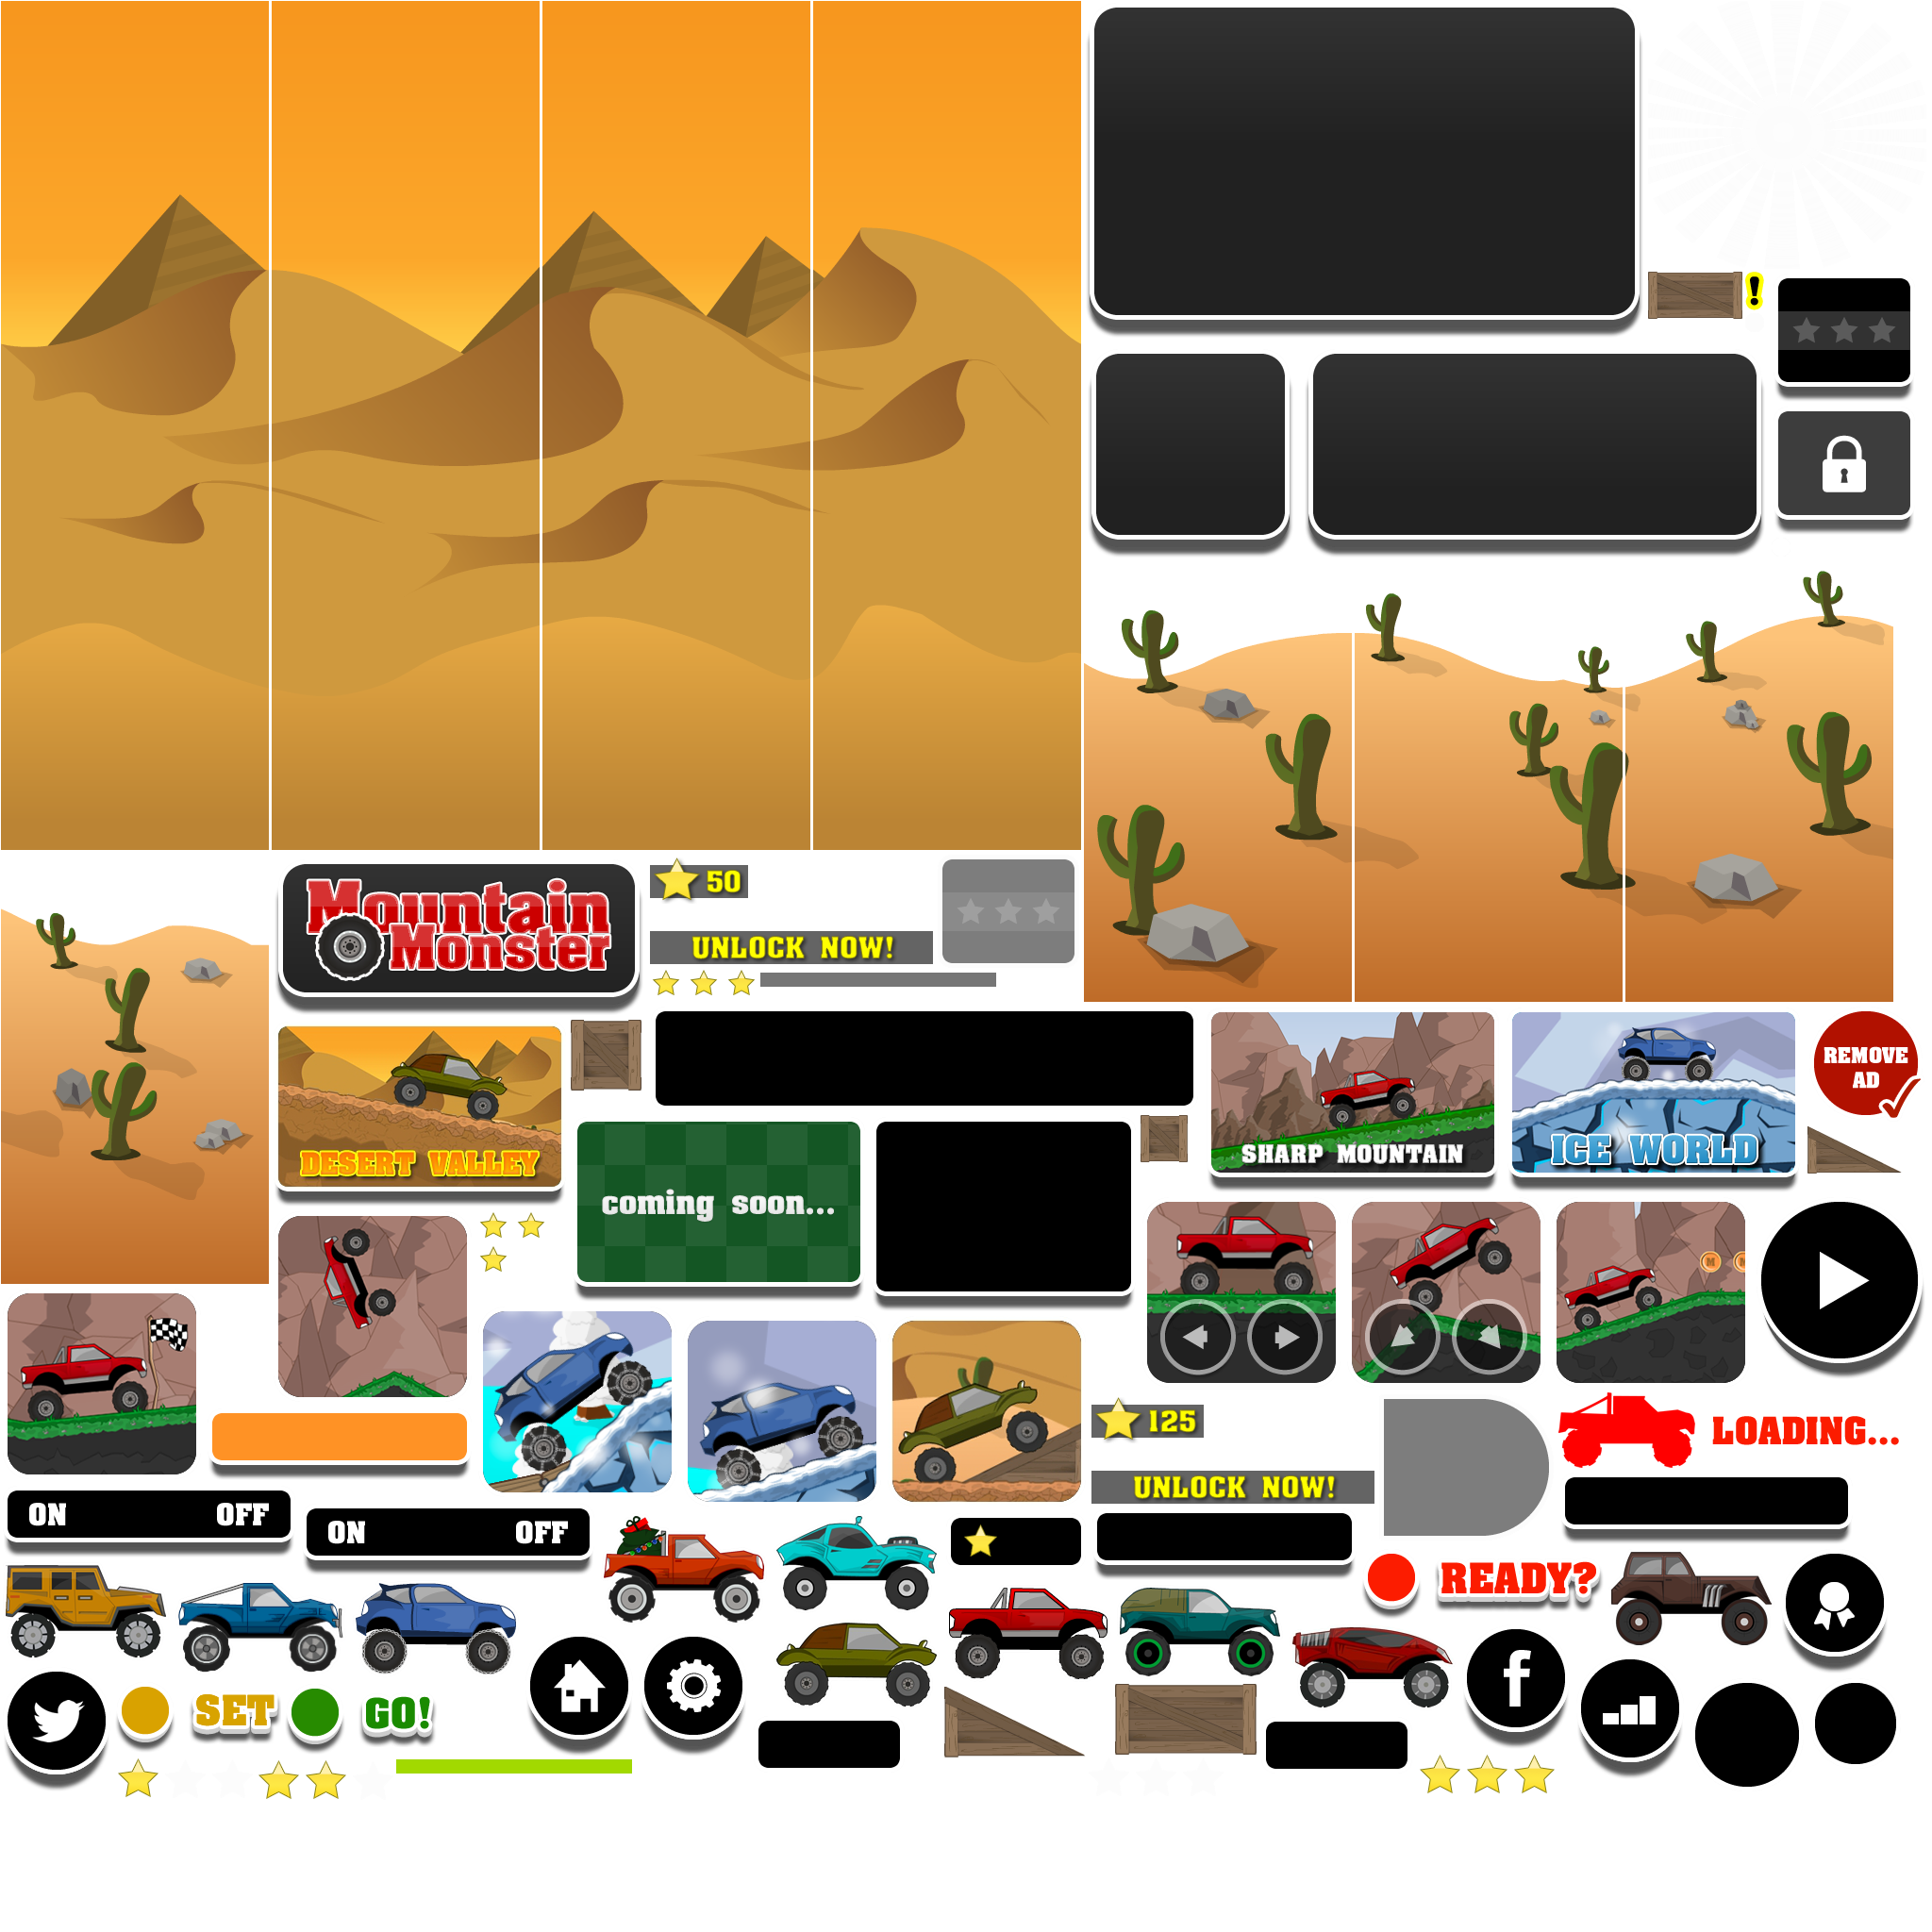 !
Mountain
Monster
50
UNLOCK NOW!
DESERT VALLEY
coming soon...
SHARP MOUNTAIN
ICE WORLD
REMOVE
AD
125
UNLOCK NOW!
LOADING...
ON OFF
ON OFF
READY?
SET
GO!
f